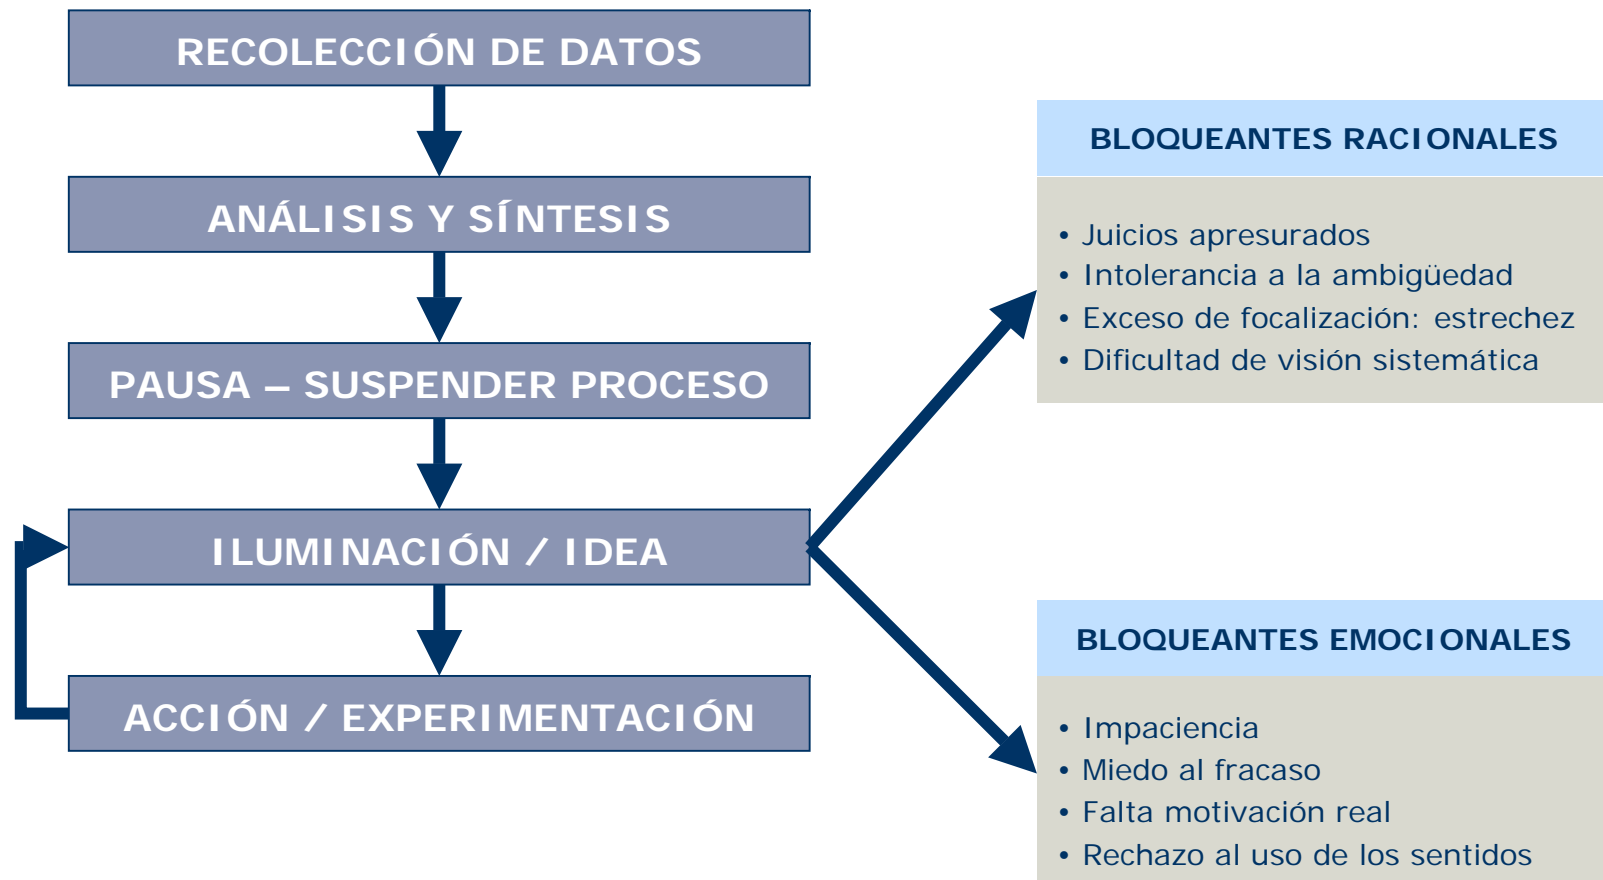 RECOLECCIÓN DE DATOS
ANÁLISIS Y SÍNTESIS
PAUSA – SUSPENDER PROCESO
ILUMINACIÓN / IDEA
ACCIÓN / EXPERIMENTACIÓN
BLOQUEANTES RACIONALES
• Juicios apresurados
• Intolerancia a la ambigüedad
• Exceso de focalización: estrechez
• Dificultad de visión sistemática
BLOQUEANTES EMOCIONALES
• Impaciencia
• Miedo al fracaso
• Falta motivación real
• Rechazo al uso de los sentidos